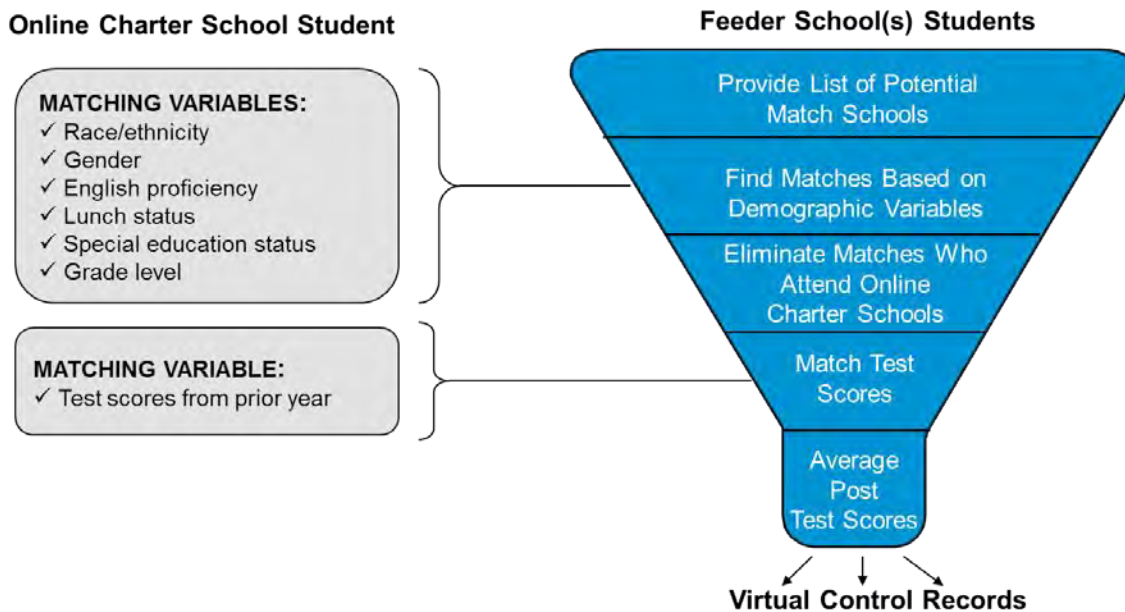 Online Charter School Student
MATCHING VARIABLES:
✓ Race/ethnicity
✓ Gender
✓ English proficiency
✓ Lunch status
✓ Special education status
✓ Grade level
MATCHING VARIABLE:
✓ Test scores from prior year
Feeder School(s) Students
Provide List of Potential
Match Schools
Find Matches Based on
Demographic Variables
Eliminate Matches Who
Attend Online
Charter Schools
Match Test
Scores
Average
Post
Test Scores
Virtual Control Records